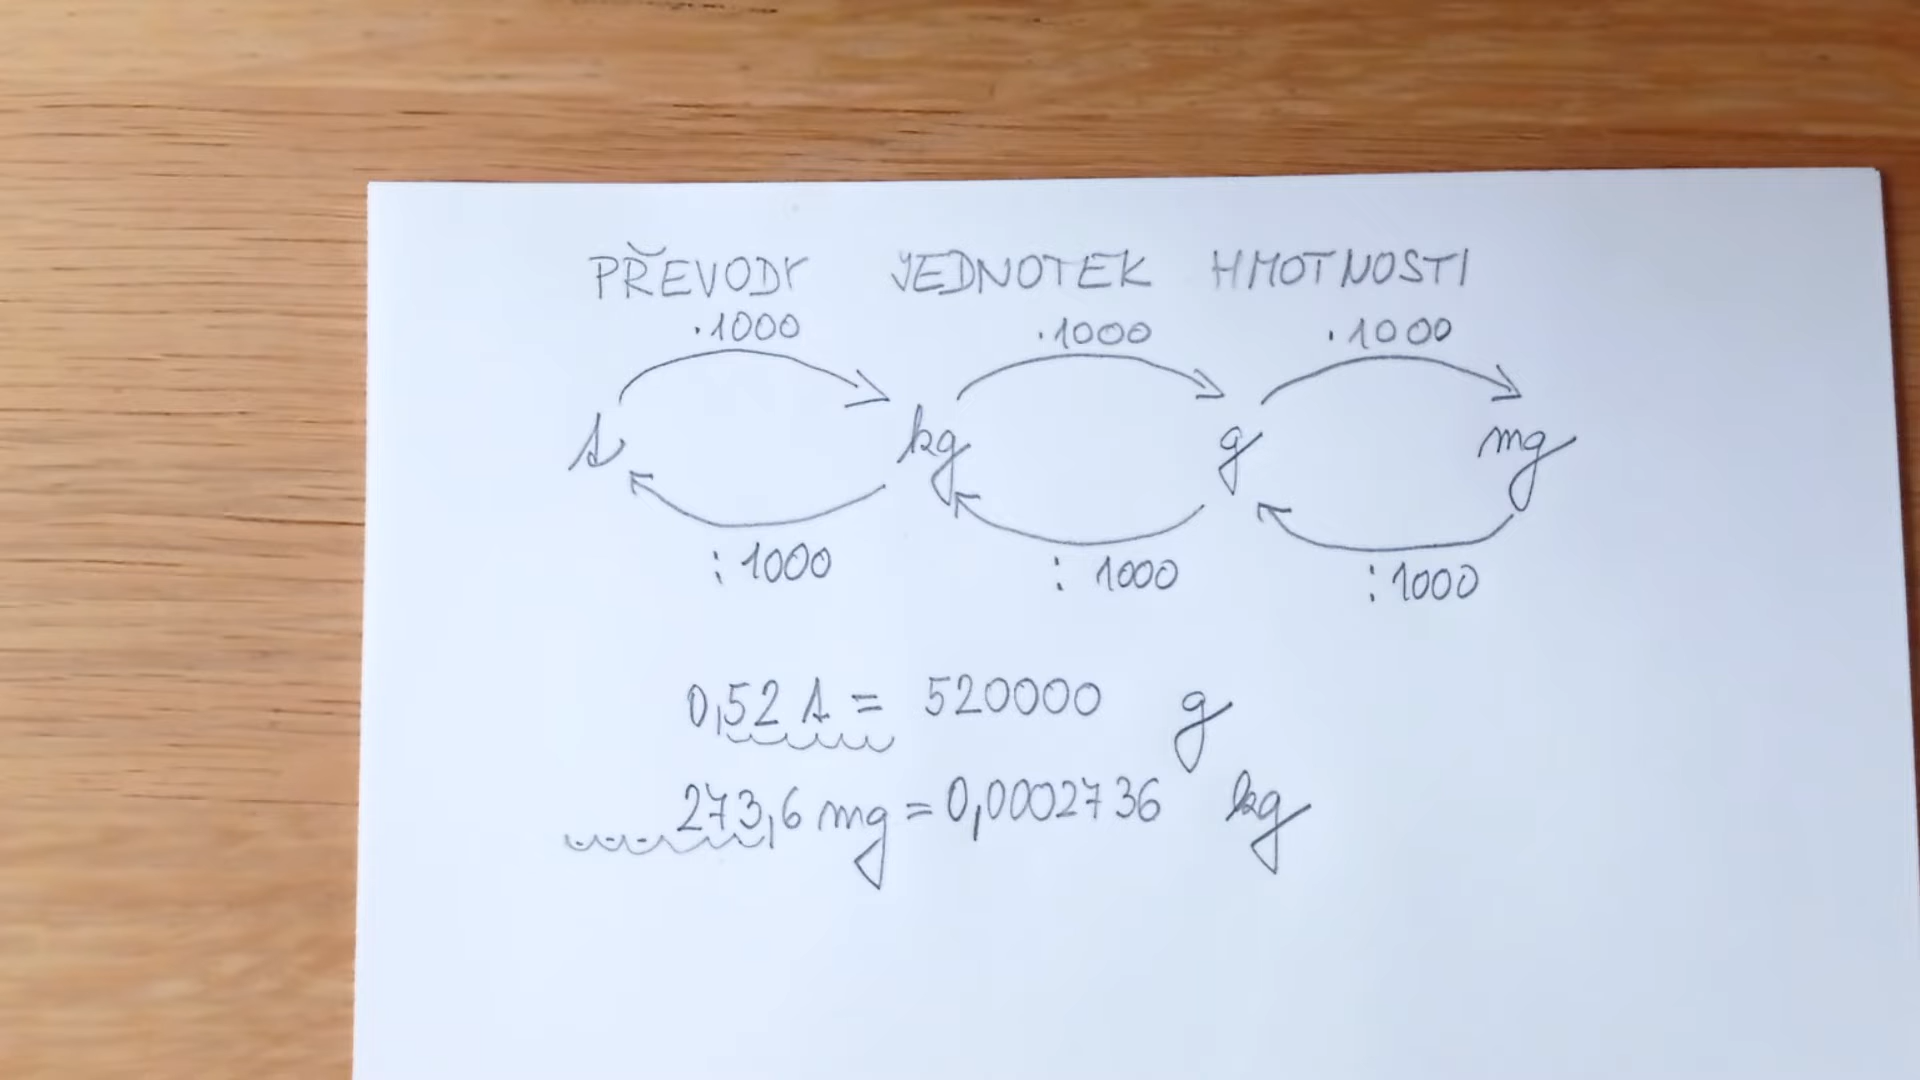 PŘEVODY JEDNOTEK HMOTNOSTI
.1000 .1000 .1000
t kg g mg
: 1000 : 1000 : 1000
0,52 t = 520000 g
273,6 mg = 0,0002736 kg